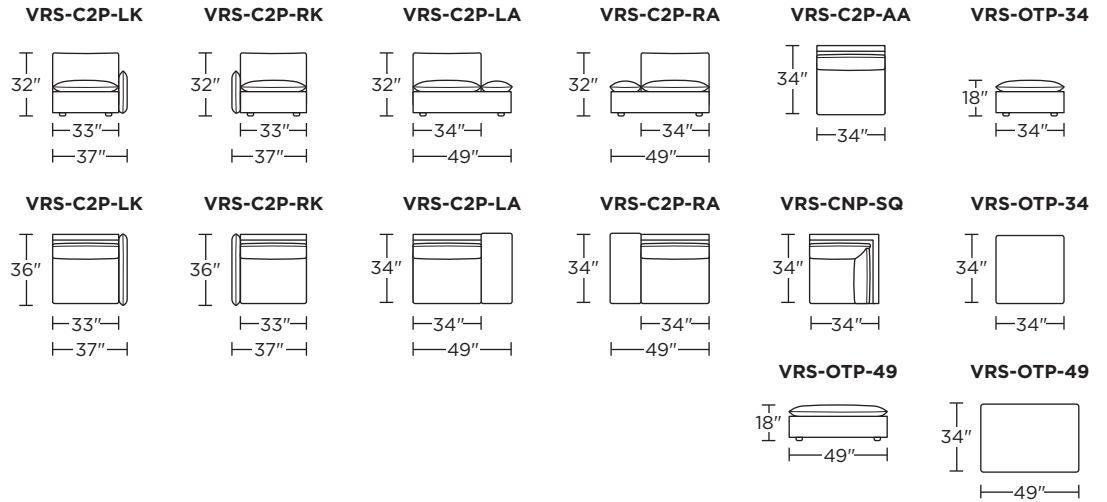 VRS-C2P-LK VRS-C2P-RK VRS-C2P-LA VRS-C2P-RA VRS-C2P-AA VRS-OTP-34
32" 32" 32" 32" 34" 18"
33" 33" 34" 34" 34" 34"
37" 37" 49" 49"
VRS-C2P-LK VRS-C2P-RK VRS-C2P-LA VRS-C2P-RA VRS-CNP-SQ VRS-OTP-34
36" 36" 34" 34" 34" 34"
33" 33" 34" 34" 34" 34"
37" 37" 49" 49"
VRS-OTP-49 VRS-OTP-49
18" 34"
49" 49"